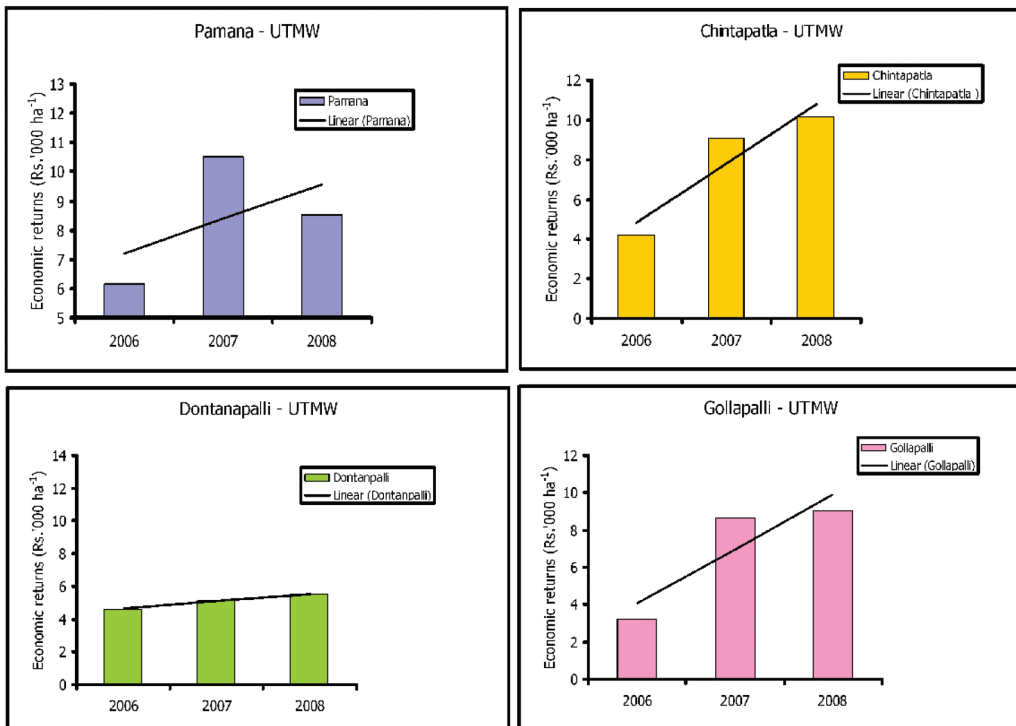 Pamana - UTMW
Economic returns (Rs.'000 ha-1)
13
12
11
10
9
8
7
6
5
2006 2007 2008
Pamana
Linear (Pamana)
Chintapatla - UTMW
Economic returns (Rs.'000 ha-1)
12
10
8
6
4
2
0
2006 2007 2008
Chintapatla
Linear (Chintapatla )
Dontanapalli - UTMW
Economic returns (Rs.'000 ha-1)
14
12
10
8
6
4
2
0
2006 2007 2008
Dontanpalli
Linear (Dontanpalli)
Gollapalli - UTMW
Economic returns (Rs.'000 ha-1)
12
10
8
6
4
2
0
2006 2007 2008
Gollapalli
Linear (Gollapalli)